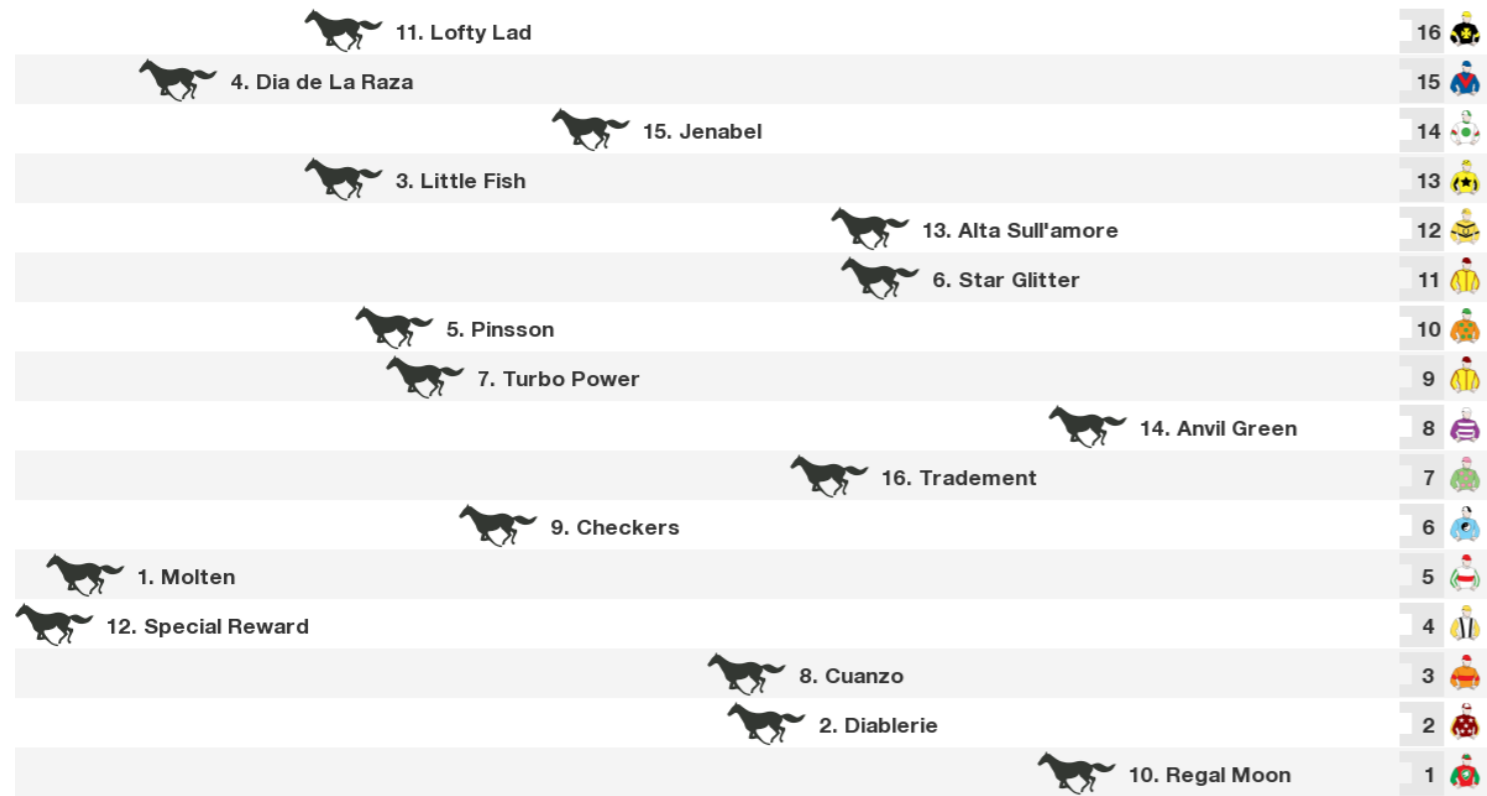 11. Lofty Lad 16
4. Dia de La Raza 15
15. Jenabel 14
3. Little Fish 13
13. Alta Sull'amore 12
6. Star Glitter 11
5. Pinsson 10
7. Turbo Power 9
14. Anvil Green 8
16. Tradement 7
9. Checkers 6
1. Molten 5
12. Special Reward 4
8. Cuanzo 3
2. Diablerie 2
10. Regal Moon 1